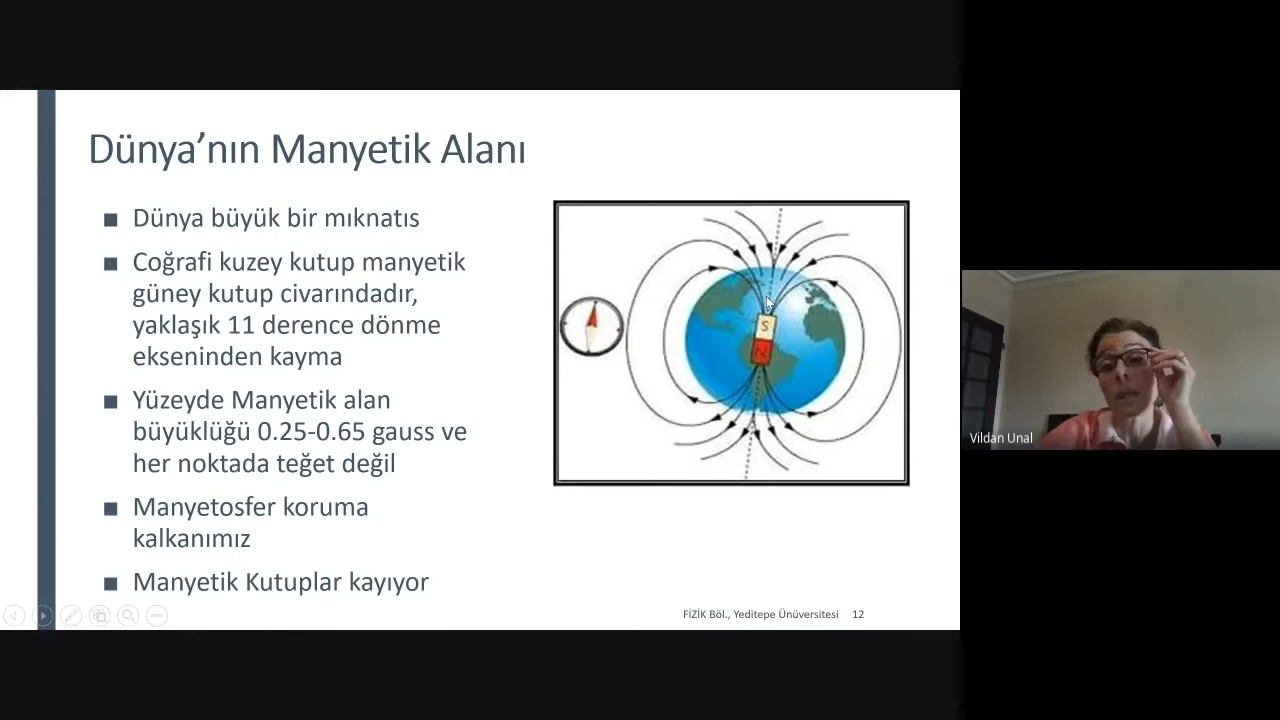 Dünya’nın Manyetik Alanı
Dünya büyük bir mıknatıs
Coğrafi kuzey kutup manyetik
güney kutup civarındadır,
yaklaşık 11 derence dönme
ekseninden kayma
Yüzeyde Manyetik alan
büyüklüğü 0.25-0.65 gauss ve
her noktada teğet değil
Manyetosfer koruma
kalkanımız
Manyetik Kutuplar kayıyor
S
N
FİZİK Böl., Yeditepe Ünüversitesi 12
Vildan Unal